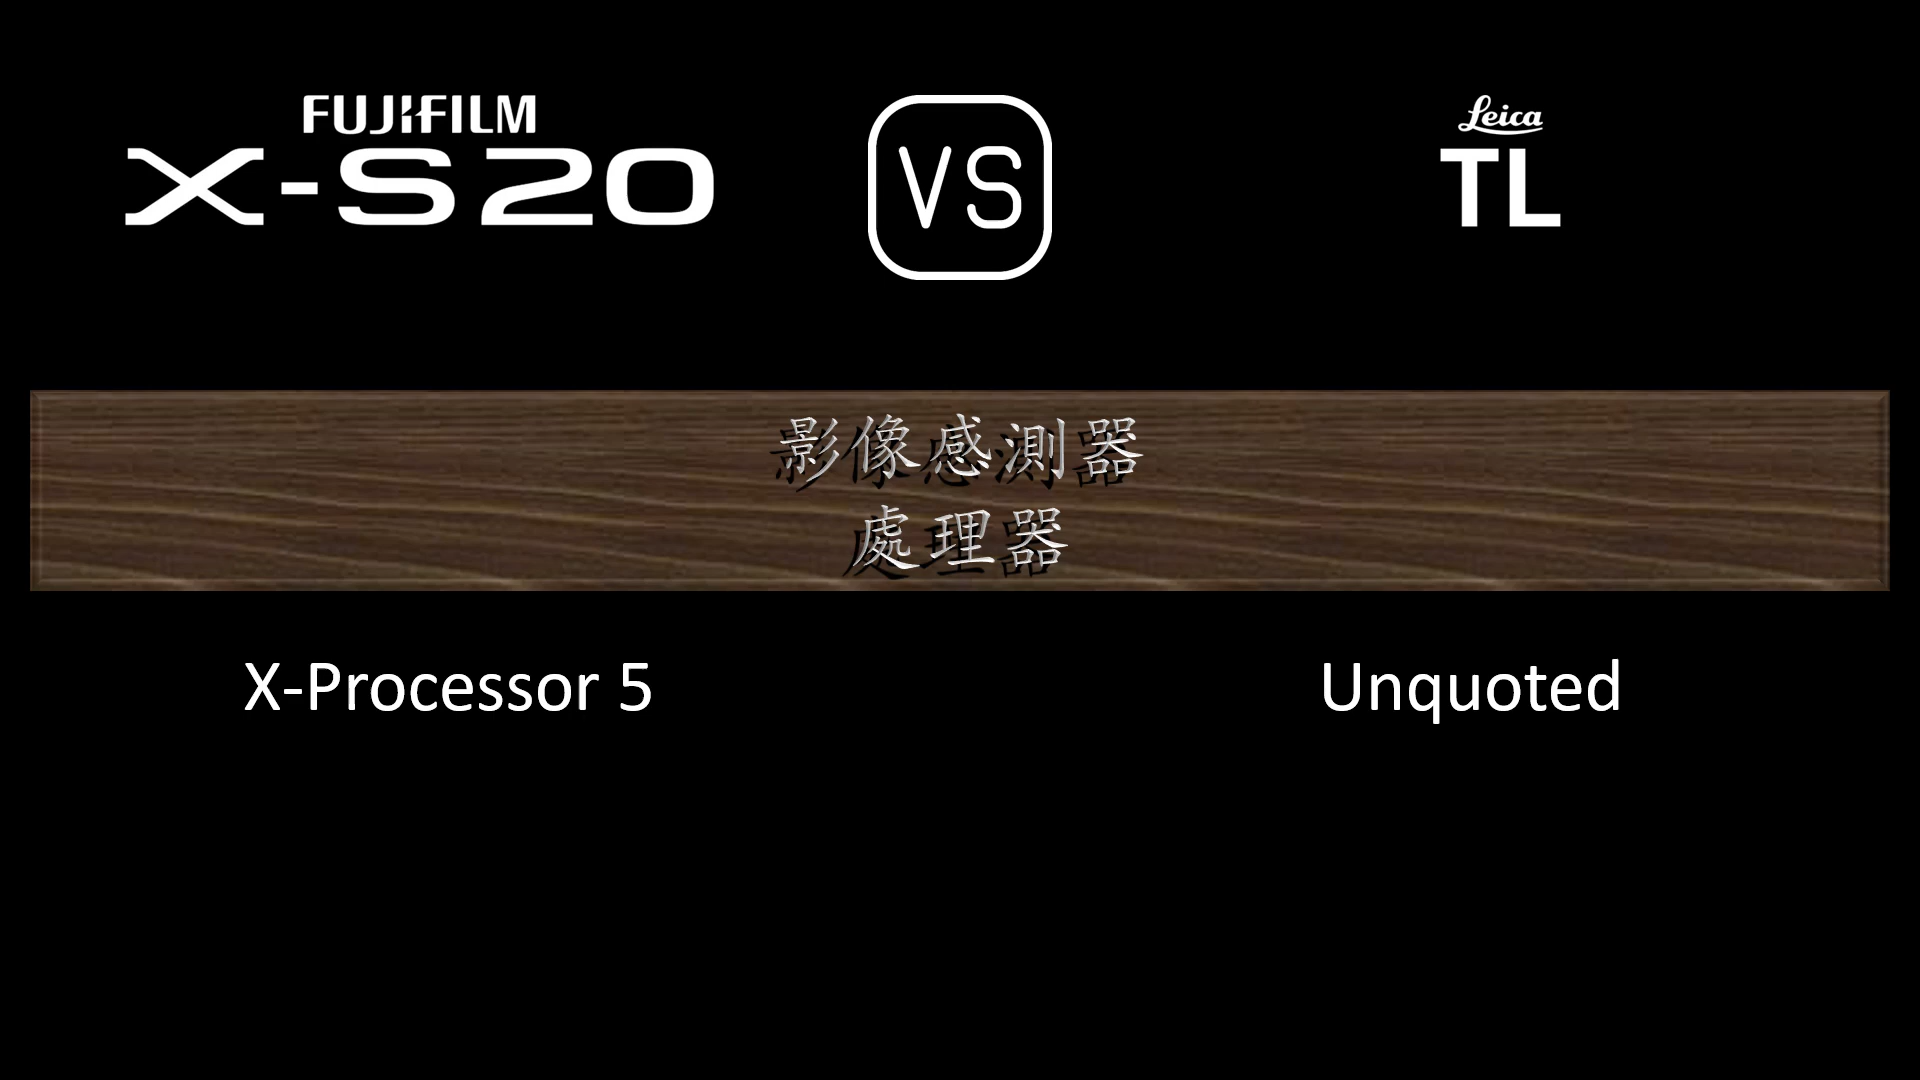 FUJIFILM
X-S20
VS
Leica
TL
影像感測器
處理器
X-Processor 5
Unquoted